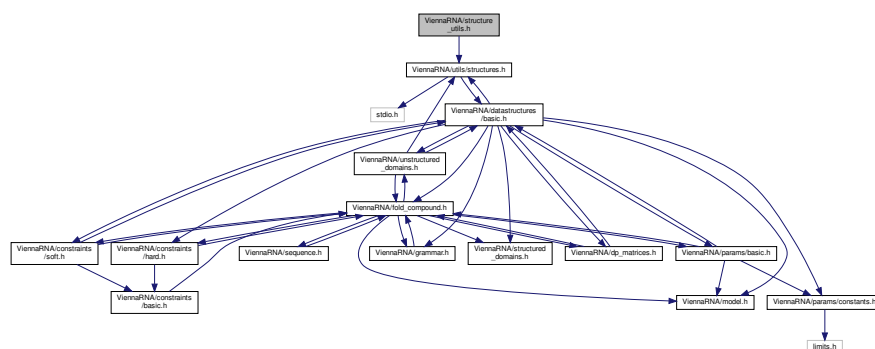 ViennaRNA/structure
_utils.h
ViennaRNA/utils/structures.h
stdio.h
ViennaRNA/datastructures
/basic.h
ViennaRNA/unstructured
_domains.h
ViennaRNA/fold_compound.h
ViennaRNA/constraints
/soft.h
ViennaRNA/constraints
/hard.h
ViennaRNA/sequence.h
ViennaRNA/grammar.h
ViennaRNA/structured
_domains.h
ViennaRNA/dp_matrices.h
ViennaRNA/params/basic.h
ViennaRNA/constraints
/basic.h
ViennaRNA/model.h
ViennaRNA/params/constants.h
limits.h